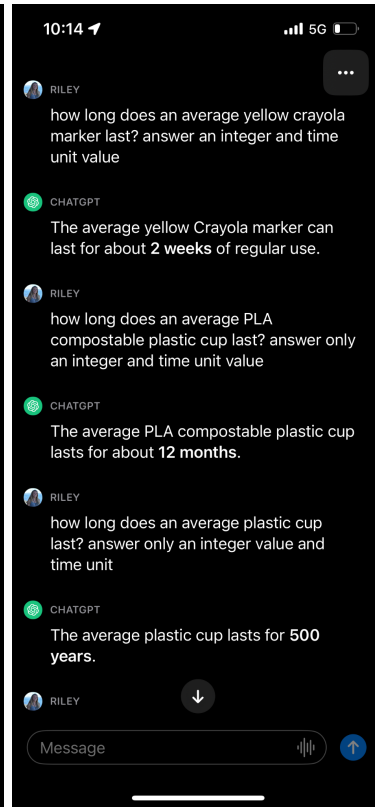 10:14
5G
RILEY
how long does an average yellow crayola
marker last? answer an integer and time
unit value
CHATGPT
The average yellow Crayola marker can
last for about 2 weeks of regular use.
RILEY
how long does an average PLA
compostable plastic cup last? answer only
an integer and time unit value
CHATGPT
The average PLA compostable plastic cup
lasts for about 12 months.
RILEY
how long does an average plastic cup
last? answer only an integer value and
time unit
CHATGPT
The average plastic cup lasts for 500
years.
RILEY
Message